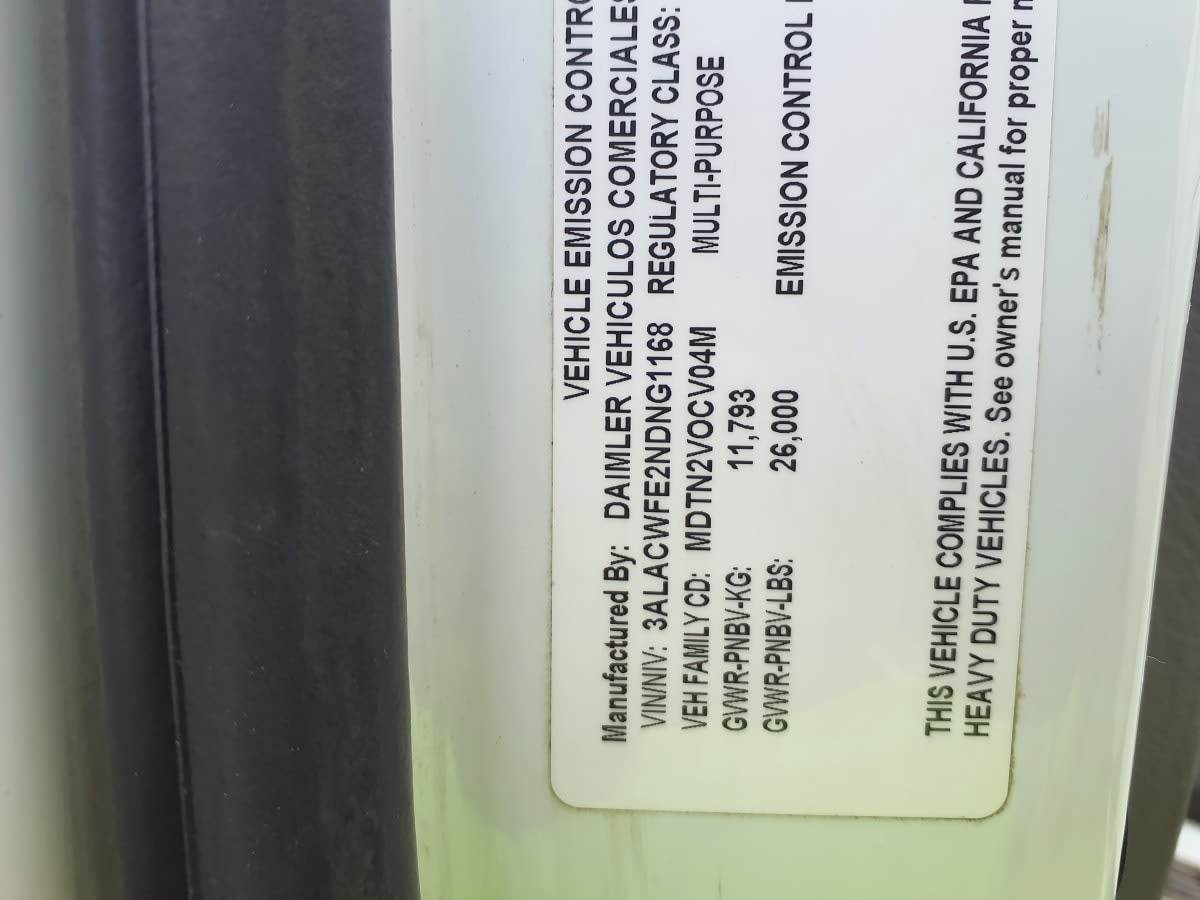 VEHICLE EMISSION CONTRO
Manufactured By: DAIMLER VEHICULOS COMERCIALES
VIN/NIV: 3ALACWFE2NDNG1168 REGULATORY CLASS:
VEH FAMILY CD: MDTN2VOCV04M MULTI-PURPOSE
GVWR-PNBV-KG: 11,793
GVWR-PNBV-LBS: 26,000 EMISSION CONTROL
THIS VEHICLE COMPLIES WITH U.S. EPA AND CALIFORNIA
HEAVY DUTY VEHICLES. See owner's manual for proper